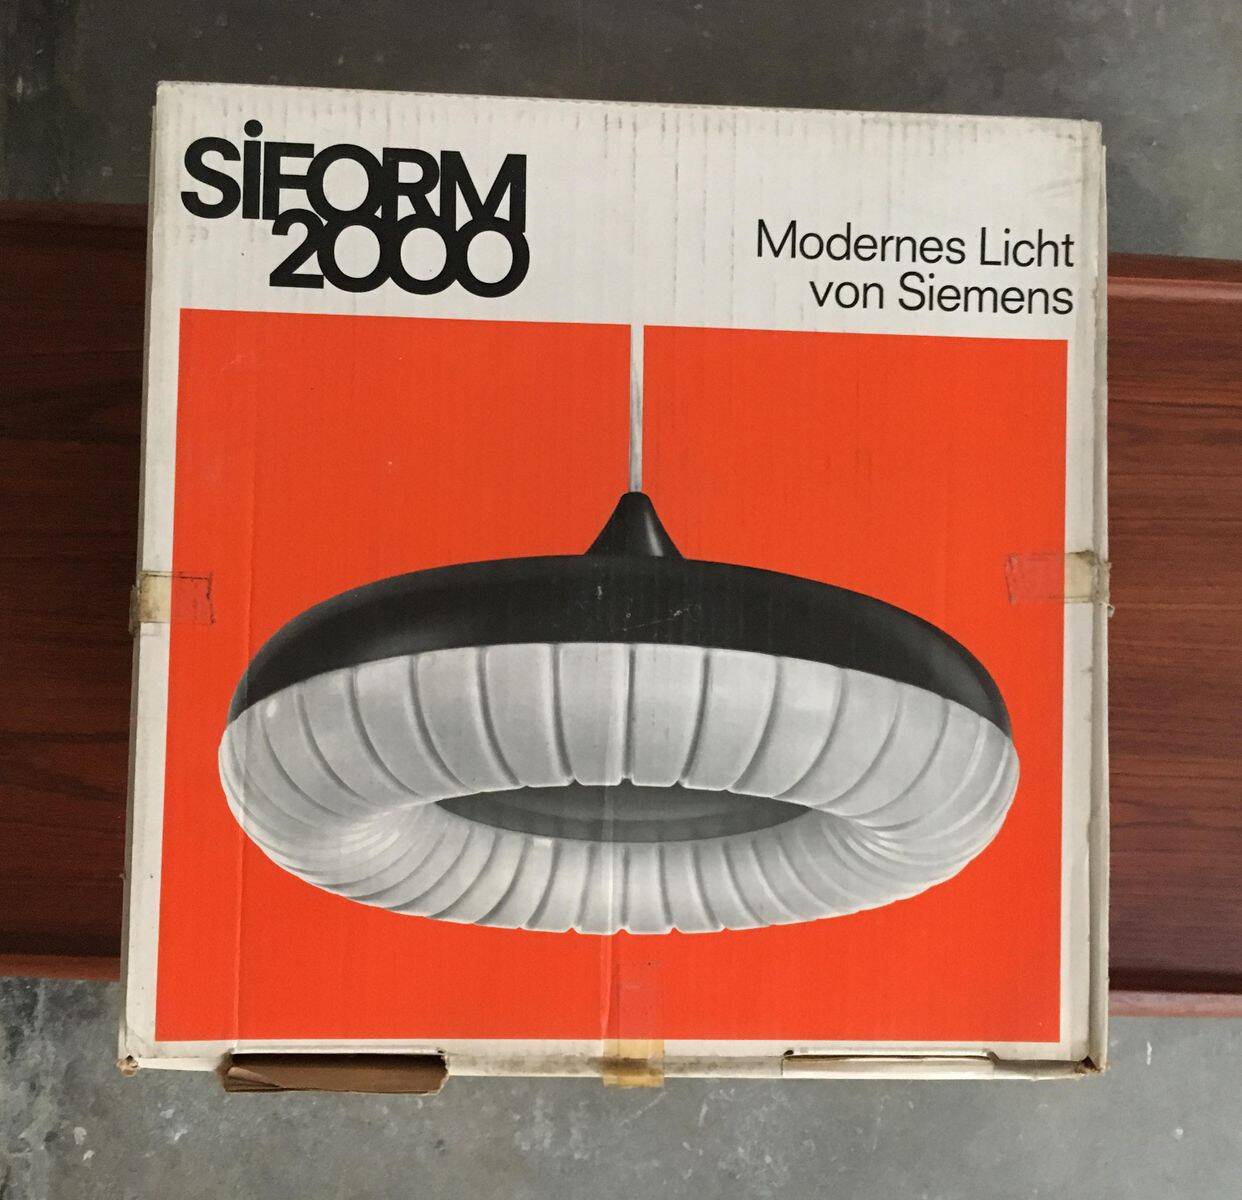 SiFORM
2000
Modernes Licht
von Siemens